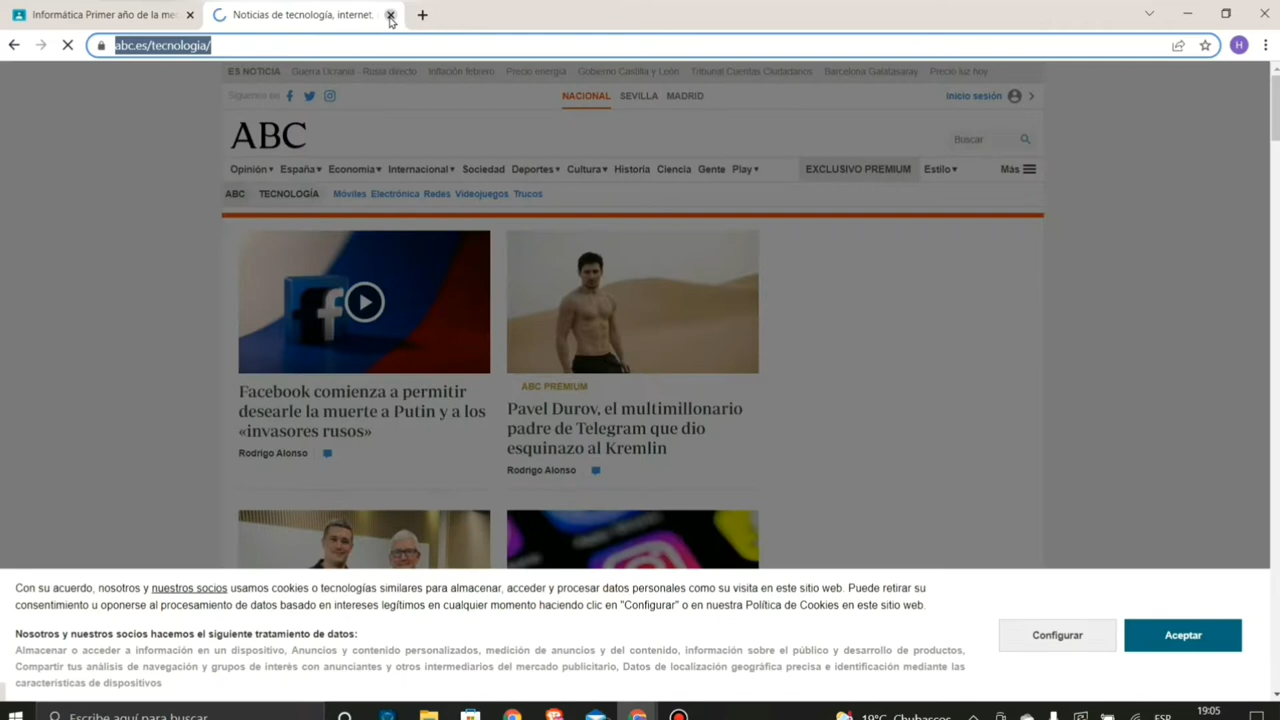 Informática Primer año de la me
Noticias de tecnología, internet,
abc.es/tecnologia/
H
ES NOTICIA Guerra Ucrania - Rusia directo Inflación febrero Precio energía Gobierno Castilla y León Tribunal Cuentas Ciudadanos Barcelona Galatasaray Precio luz hoy
Síguenos en
NACIONAL SEVILLA MADRID
Inicio sesión
ABC
Buscar
Opinión España Economía Internacional Sociedad Deportes Cultura Historia Ciencia Gente Play EXCLUSIVO PREMIUM Estilo Más
ABC TECNOLOGÍA Móviles Electrónica Redes Videojuegos Trucos
Facebook comienza a permitir
desearle la muerte a Putin y a los
«invasores rusos»
Rodrigo Alonso
ABC PREMIUM
Pavel Durov, el multimillonario
padre de Telegram que dio
esquinazo al Kremlin
Rodrigo Alonso
Con su acuerdo, nosotros y nuestros socios usamos cookies o tecnologías similares para almacenar, acceder y procesar datos personales como su visita en este sitio web. Puede retirar su
consentimiento u oponerse al procesamiento de datos basado en intereses legítimos en cualquier momento haciendo clic en "Configurar" o en nuestra Política de Cookies en este sitio web.
Nosotros y nuestros socios hacemos el siguiente tratamiento de datos:
Almacenar o acceder a información en un dispositivo, Anuncios y contenido personalizados, medición de anuncios y del contenido, información sobre el público y desarrollo de productos,
Compartir tus análisis de navegación y grupos de interés con anunciantes y otros intermediarios del mercado publicitario, Datos de localización geográfica precisa e identificación mediante las
características de dispositivos
Configurar
Aceptar
Escribe aquí para buscar
19°C Chubascos
ESP
19:05